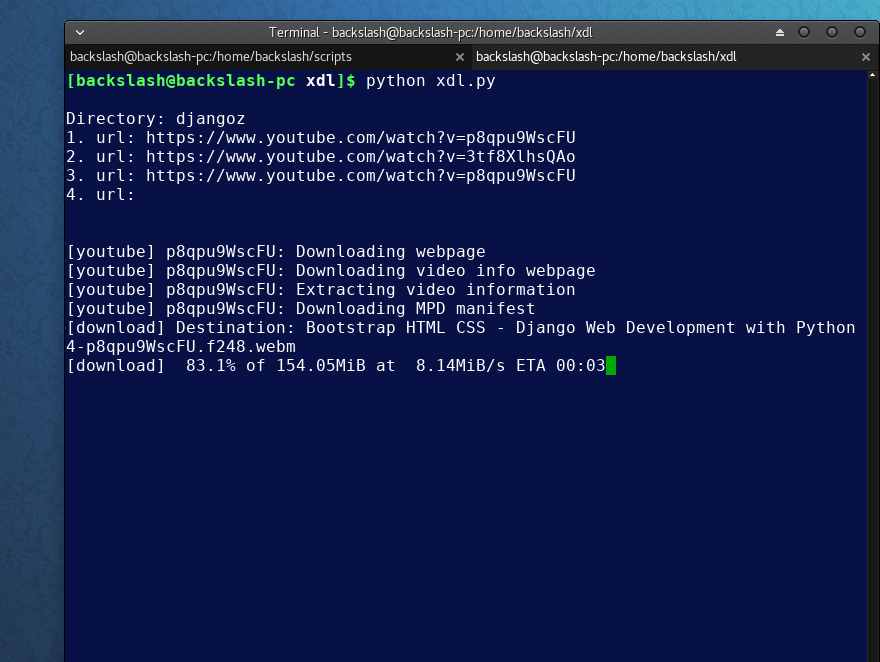 Terminal - backslash@backslash-pc:/home/backslash/xdl
backslash@backslash-pc:/home/backslash/scripts
backslash@backslash-pc:/home/backslash/xdl
[backslash@backslash-pc xdl]$ python xdl.py
Directory: djangoz
1. url: https://www.youtube.com/watch?v=p8qpu9WscFU
2. url: https://www.youtube.com/watch?v=3tf8XlhsQAo
3. url: https://www.youtube.com/watch?v=p8qpu9WscFU
4. url:
[youtube] p8qpu9WscFU: Downloading webpage
[youtube] p8qpu9WscFU: Downloading video info webpage
[youtube] p8qpu9WscFU: Extracting video information
[youtube] p8qpu9WscFU: Downloading MPD manifest
[download] Destination: Bootstrap HTML CSS - Django Web Development with Python
4-p8qpu9WscFU.f248.webm
[download]  83.1% of 154.05MiB at  8.14MiB/s ETA 00:03